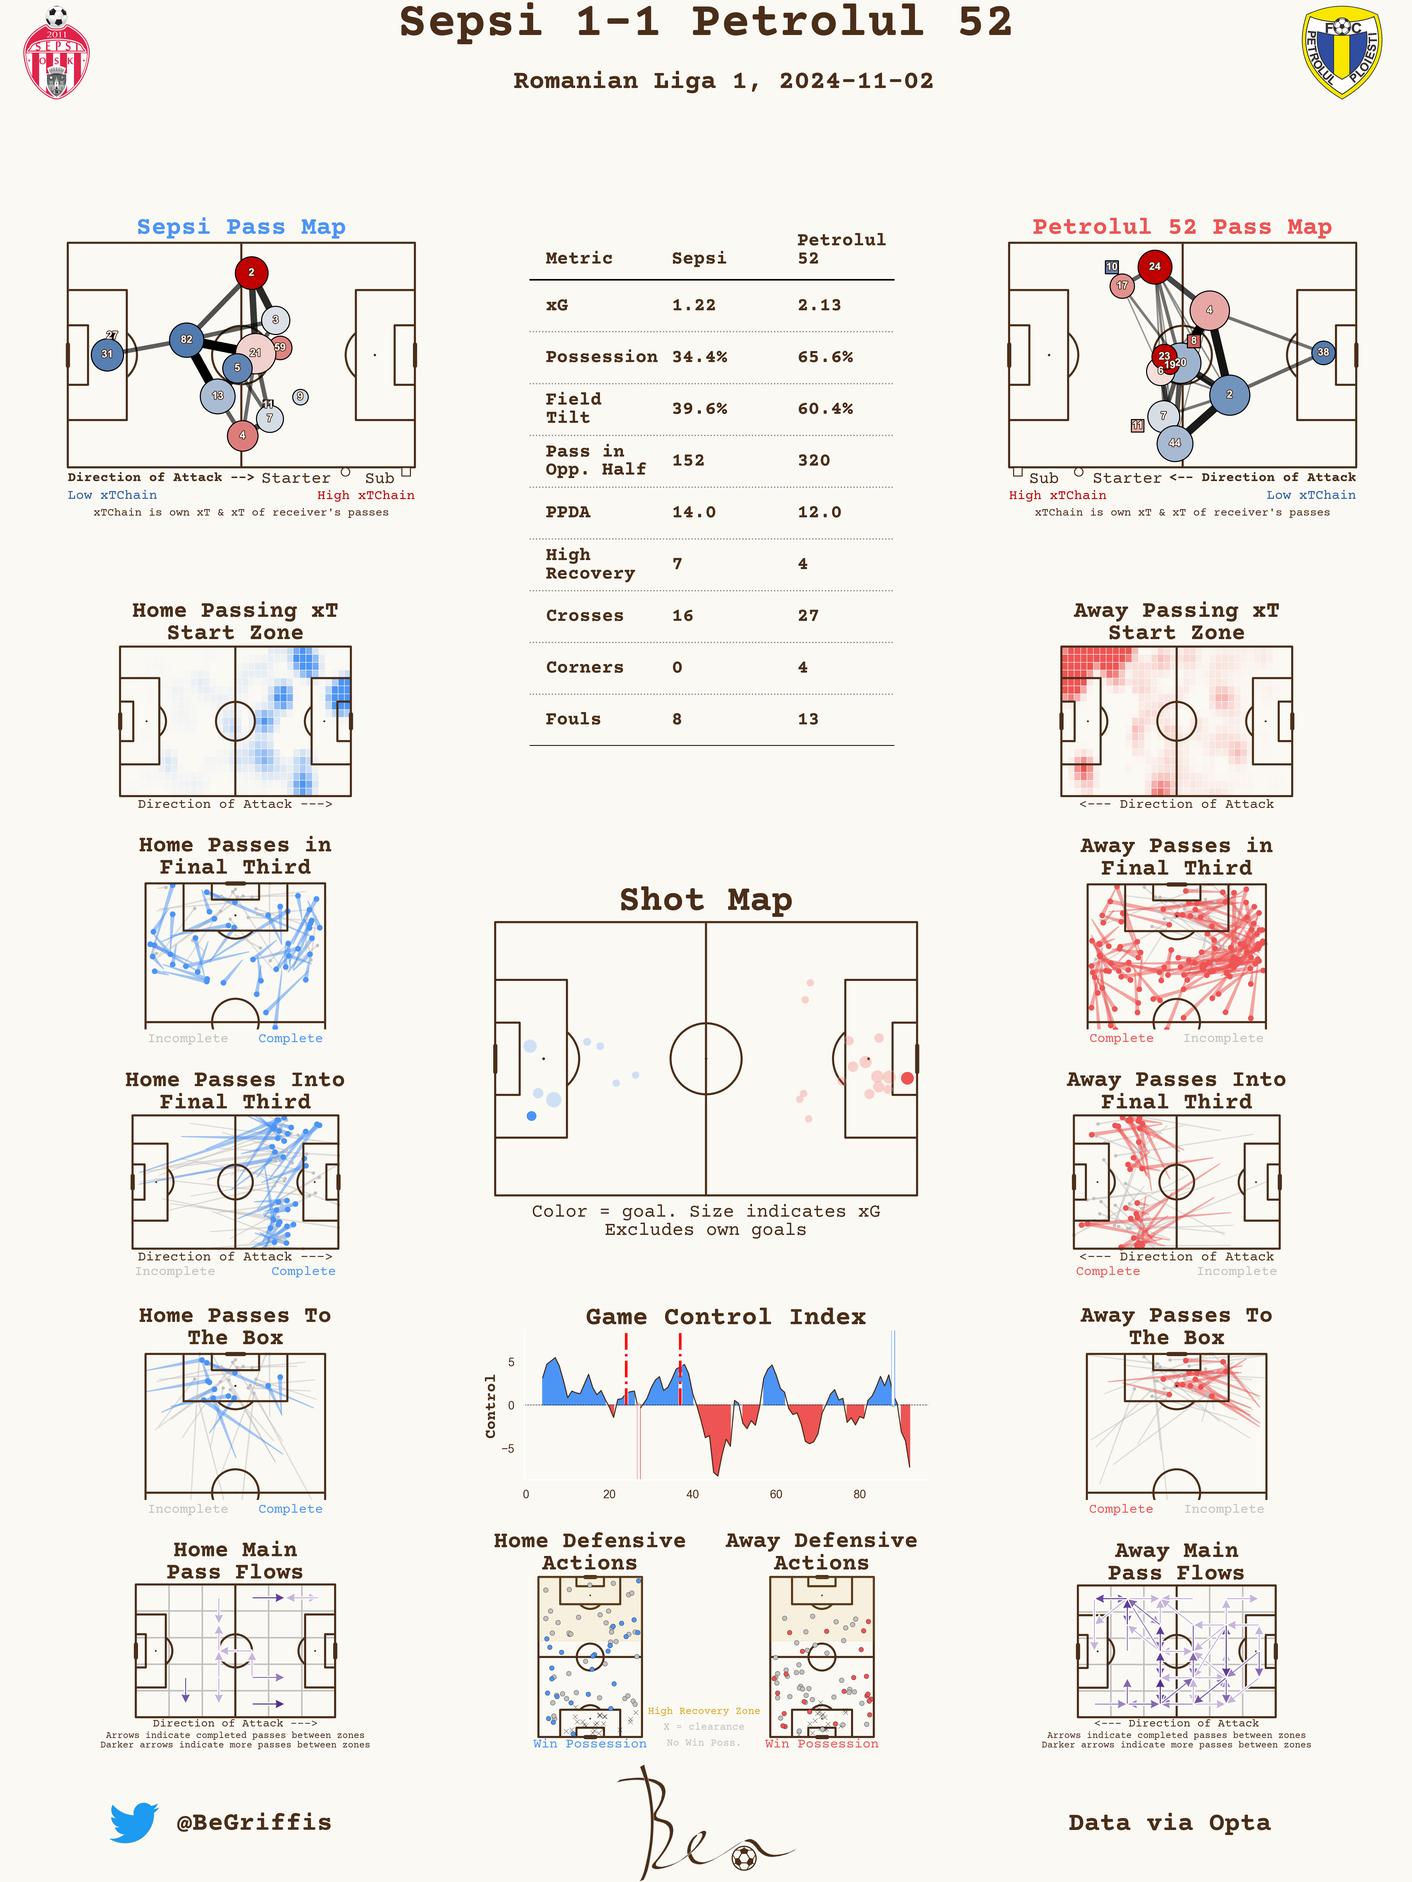 Sepsi 1-1 Petrolul 52
Romanian Liga 1, 2024-11-02
2011
SEPSI
OSK
FC
PETROLUL PLOIESTI
Sepsi Pass Map
2
3
27
82
31
21
59
5
13
9
11
7
4
Direction of Attack --> Starter Sub
Low xTChain High xTChain
xTChain is own xT & xT of receiver's passes
Metric Sepsi Petrolul 52
xG 1.22 2.13
Possession 34.4% 65.6%
Field Tilt 39.6% 60.4%
Pass in Opp. Half 152 320
PPDA 14.0 12.0
High Recovery 7 4
Crosses 16 27
Corners 0 4
Fouls 8 13
Petrolul 52 Pass Map
10
24
17
4
8
38
23
19
20
6
2
7
11
44
Sub Starter <-- Direction of Attack
High xTChain Low xTChain
xTChain is own xT & xT of receiver's passes
Home Passing xT
Start Zone
Direction of Attack --->
Away Passing xT
Start Zone
<--- Direction of Attack
Home Passes in
Final Third
Incomplete Complete
Away Passes in
Final Third
Complete Incomplete
Shot Map
Color = goal. Size indicates xG
Excludes own goals
Home Passes Into
Final Third
Direction of Attack --->
Incomplete Complete
Away Passes Into
Final Third
<--- Direction of Attack
Complete Incomplete
Home Passes To
The Box
Incomplete Complete
Game Control Index
Control
5
0
-5
0 20 40 60 80
Away Passes To
The Box
Complete Incomplete
Home Main
Pass Flows
Direction of Attack --->
Arrows indicate completed passes between zones
Darker arrows indicate more passes between zones
Home Defensive
Actions
Win Possession
Away Defensive
Actions
Win Possession
High Recovery Zone
X = clearance
No Win Poss.
Away Main
Pass Flows
<--- Direction of Attack
Arrows indicate completed passes between zones
Darker arrows indicate more passes between zones
@BeGriffis
Ben
Data via Opta